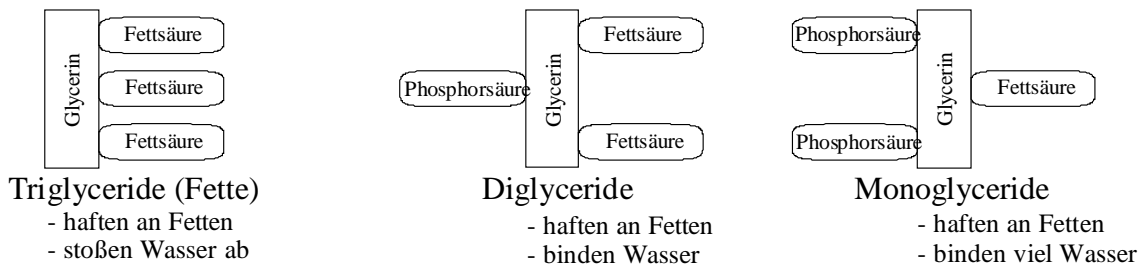 Glycerin
Fettsäure
Fettsäure
Fettsäure
Triglyceride (Fette)
- haften an Fetten
- stoßen Wasser ab
Phosphorsäure
Glycerin
Fettsäure
Fettsäure
Diglyceride
- haften an Fetten
- binden Wasser
Phosphorsäure
Phosphorsäure
Glycerin
Fettsäure
Monoglyceride
- haften an Fetten
- binden viel Wasser